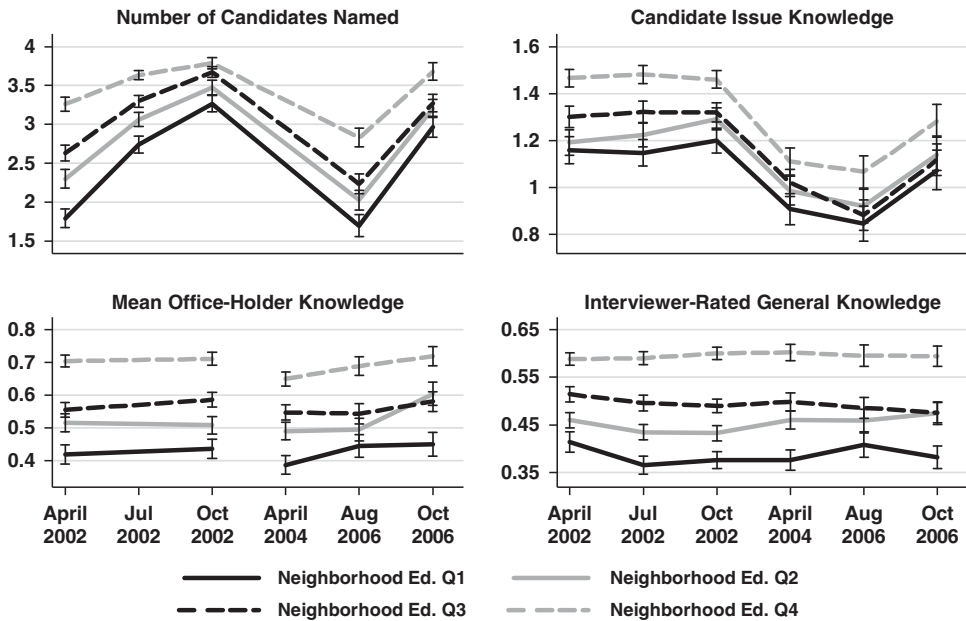 Number of Candidates Named
4
3.5
3
2.5
2
1.5
Candidate Issue Knowledge
1.6
1.4
1.2
1
0.8
Mean Office-Holder Knowledge
0.8
0.7
0.6
0.5
0.4
April Jul Oct April Aug Oct
2002 2002 2002 2004 2006 2006
Interviewer-Rated General Knowledge
0.65
0.55
0.45
0.35
April Jul Oct April Aug Oct
2002 2002 2002 2004 2006 2006
Neighborhood Ed. Q1 Neighborhood Ed. Q2
Neighborhood Ed. Q3 Neighborhood Ed. Q4